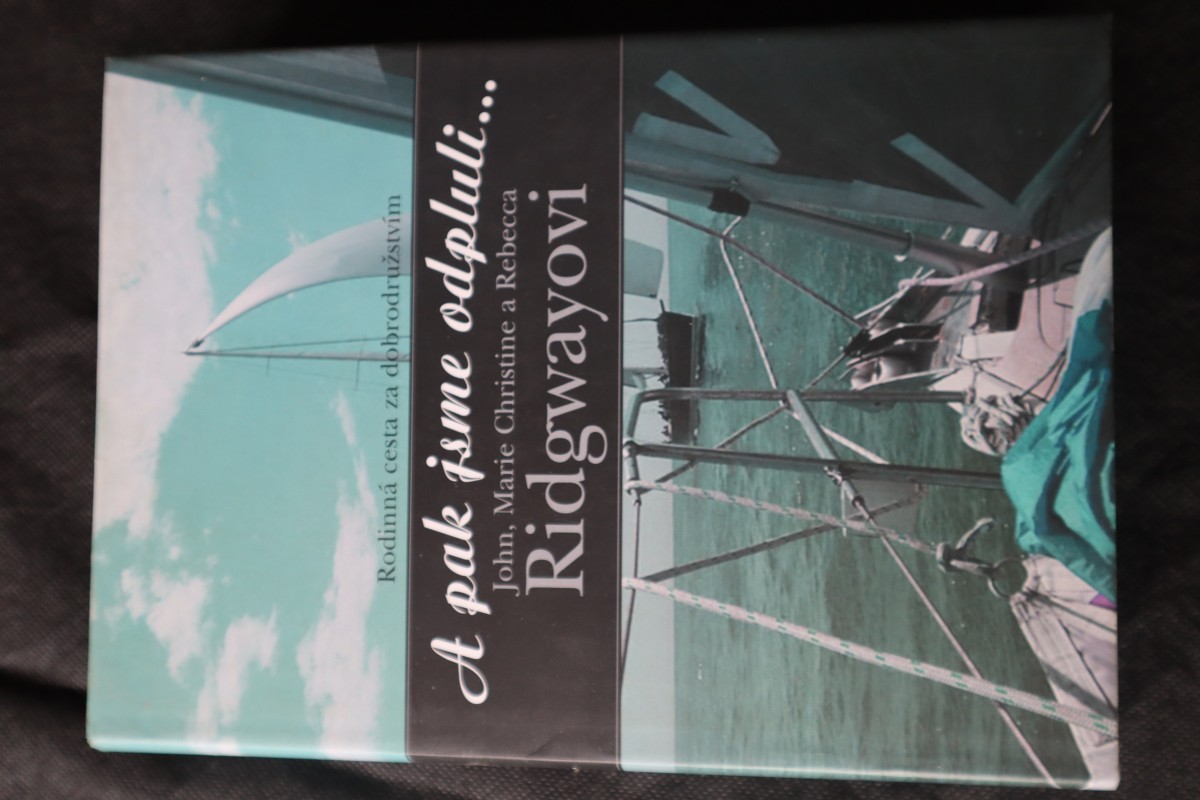 Rodinná cesta za dobrodružstvím
A pak jsme odpluli...
John, Marie Christine a Rebecca
Ridgwayovi